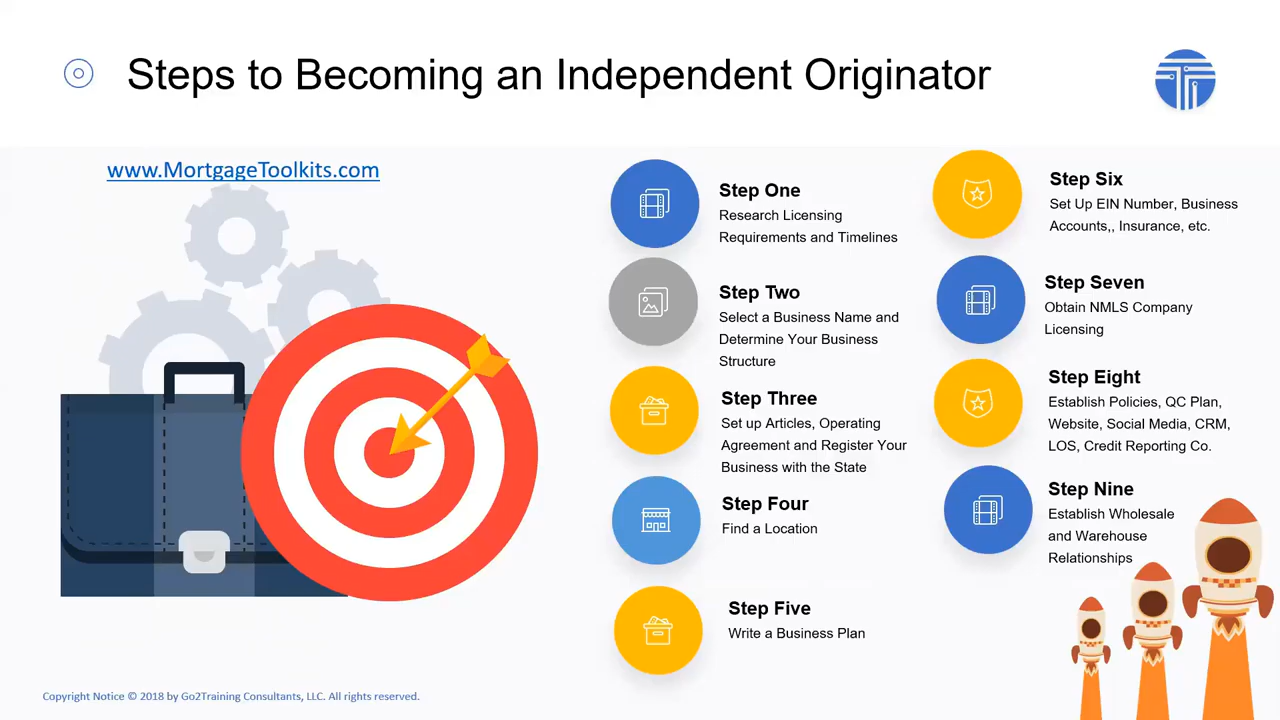 Steps to Becoming an Independent Originator
www.MortgageToolkits.com
Step One
Research Licensing
Requirements and Timelines
Step Two
Select a Business Name and
Determine Your Business
Structure
Step Three
Set up Articles, Operating
Agreement and Register Your
Business with the State
Step Four
Find a Location
Step Five
Write a Business Plan
Step Six
Set Up EIN Number, Business
Accounts,, Insurance, etc.
Step Seven
Obtain NMLS Company
Licensing
Step Eight
Establish Policies, QC Plan,
Website, Social Media, CRM,
LOS, Credit Reporting Co.
Step Nine
Establish Wholesale
and Warehouse
Relationships
Copyright Notice © 2018 by Go2Training Consultants, LLC. All rights reserved.